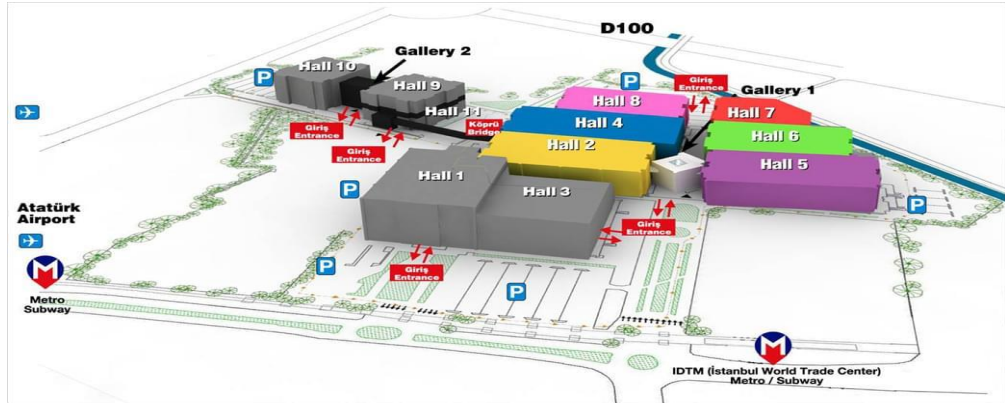 D100
Gallery 2
Hall 10
P
P
Giriş
Entrance
Gallery 1
Hall 9
Hall 8
Hall 7
Hall 11
Giriş
Entrance
Köprü
Bridge
Hall 4
Hall 6
Giriş
Entrance
Hall 2
Hall 5
Hall 1
P
Hall 3
P
Atatürk
Airport
Giriş
Entrance
P
Giriş
Entrance
P
M
Metro
Subway
M
IDTM (İstanbul World Trade Center)
Metro / Subway